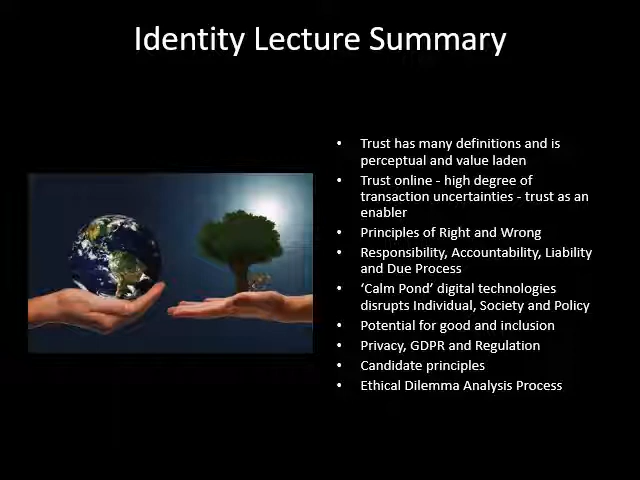 Identity Lecture Summary
• Trust has many definitions and is
perceptual and value laden
• Trust online - high degree of
transaction uncertainties - trust as an
enabler
• Principles of Right and Wrong
• Responsibility, Accountability, Liability
and Due Process
• ‘Calm Pond’ digital technologies
disrupts Individual, Society and Policy
• Potential for good and inclusion
• Privacy, GDPR and Regulation
• Candidate principles
• Ethical Dilemma Analysis Process